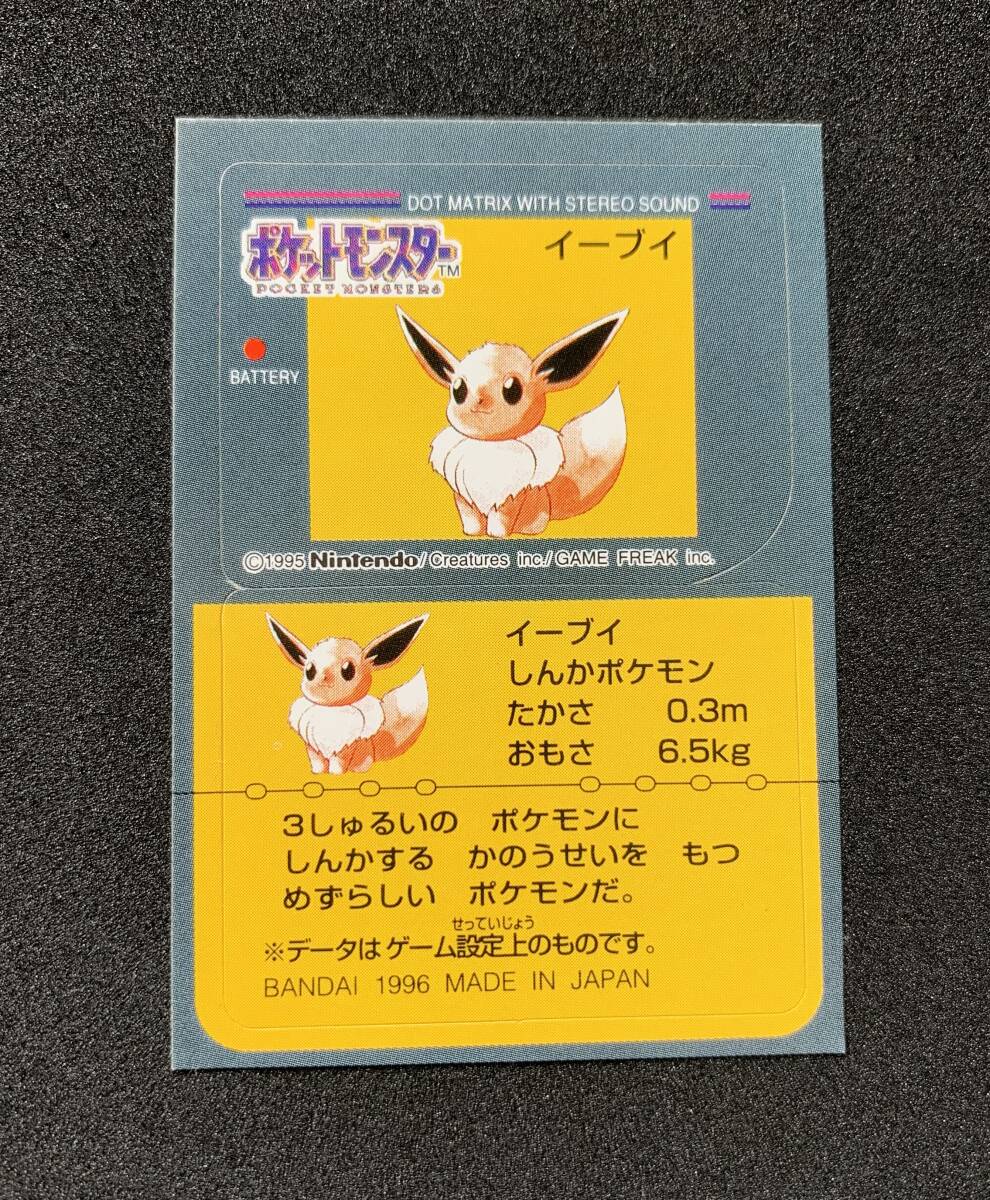 DOT MATRIX WITH STEREO SOUND
ポケットモンスター™
POCKET MONSTERS
イーブイ
BATTERY
©1995 Nintendo/Creatures inc./GAME FREAK inc.
イーブイ
しんかポケモン
たかさ 0.3m
おもさ 6.5kg
3しゅるいの ポケモンに
しんかする かのうせいを もつ
めずらしい ポケモンだ。
せっていじょう
※データはゲーム設定上のものです。
BANDAI 1996 MADE IN JAPAN